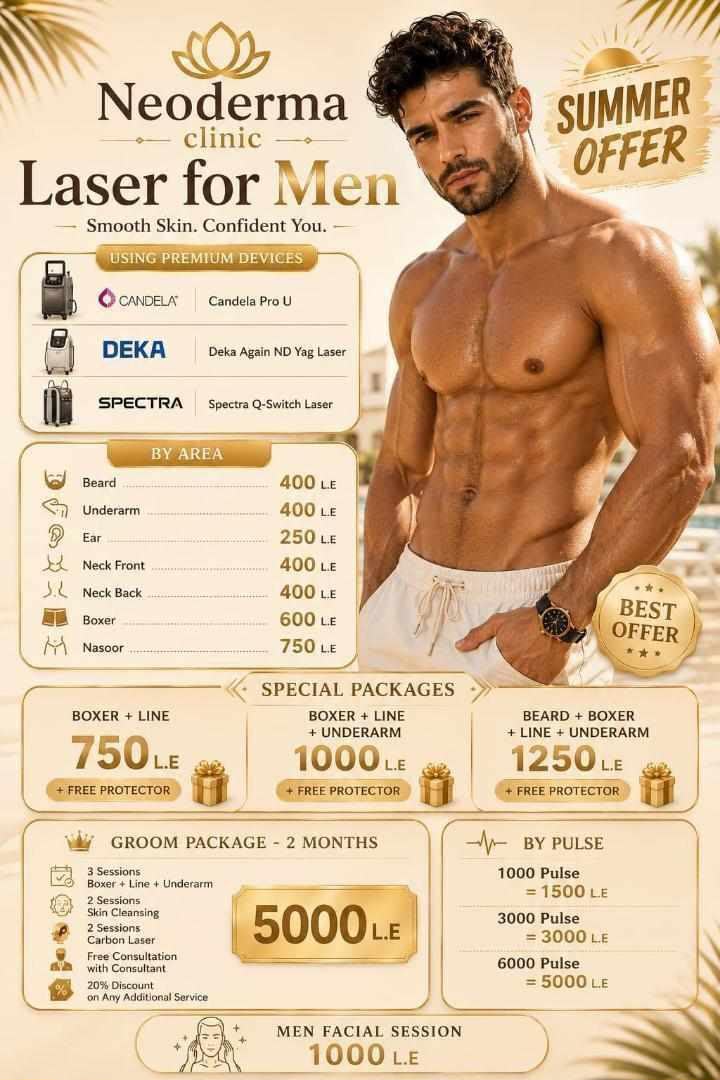 Neoderma
clinic
Laser for Men
Smooth Skin. Confident You.
SUMMER
OFFER
USING PREMIUM DEVICES
CANDELA Candela Pro U
DEKA Deka Again ND Yag Laser
SPECTRA Spectra Q-Switch Laser
BY AREA
Beard 400 L.E
Underarm 400 L.E
Ear 250 L.E
Neck Front 400 L.E
Neck Back 400 L.E
Boxer 600 L.E
Nasoor 750 L.E
BEST
OFFER
SPECIAL PACKAGES
BOXER + LINE
750 L.E
+ FREE PROTECTOR
BOXER + LINE
+ UNDERARM
1000 L.E
+ FREE PROTECTOR
BEARD + BOXER
+ LINE + UNDERARM
1250 L.E
+ FREE PROTECTOR
GROOM PACKAGE - 2 MONTHS
3 Sessions
Boxer + Line + Underarm
2 Sessions
Skin Cleansing
2 Sessions
Carbon Laser
Free Consultation
with Consultant
%
20% Discount
on Any Additional Service
5000 L.E
BY PULSE
1000 Pulse
= 1500 L.E
3000 Pulse
= 3000 L.E
6000 Pulse
= 5000 L.E
MEN FACIAL SESSION
1000 L.E